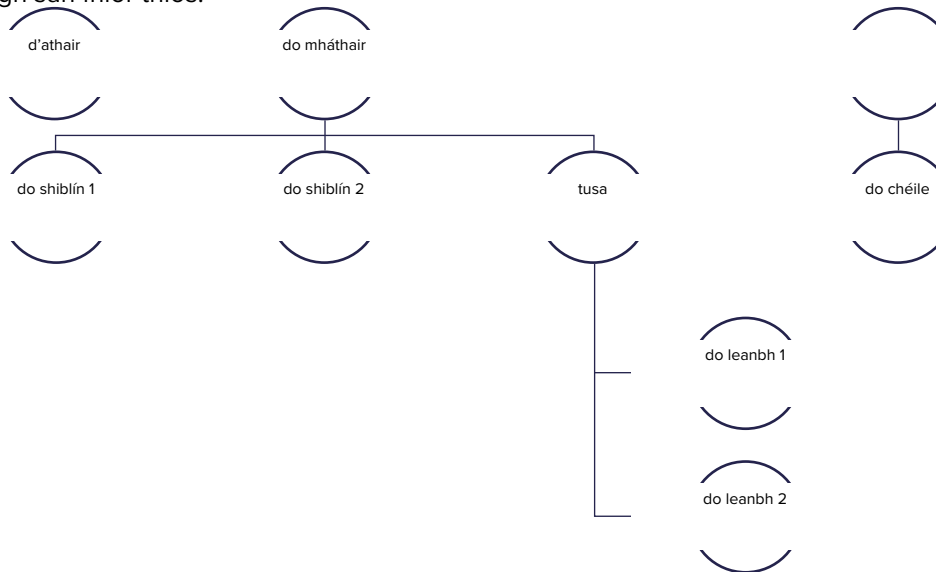 d'athair
do mháthair
do shiblín 1
do shiblín 2
tusa
do chéile
do leanbh 1
do leanbh 2